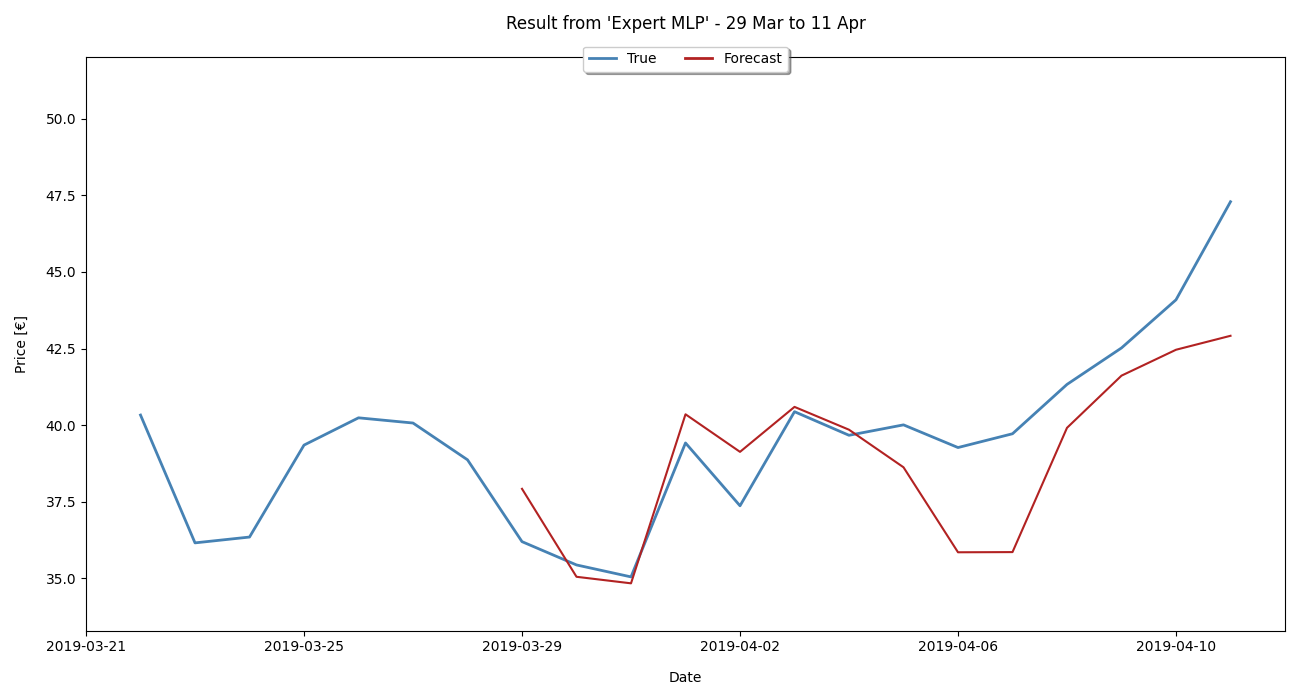 Result from 'Expert MLP' - 29 Mar to 11 Apr
True Forecast
50.0
47.5
45.0
42.5
40.0
37.5
35.0
Price [€]
2019-03-21 2019-03-25 2019-03-29 2019-04-02 2019-04-06 2019-04-10
Date